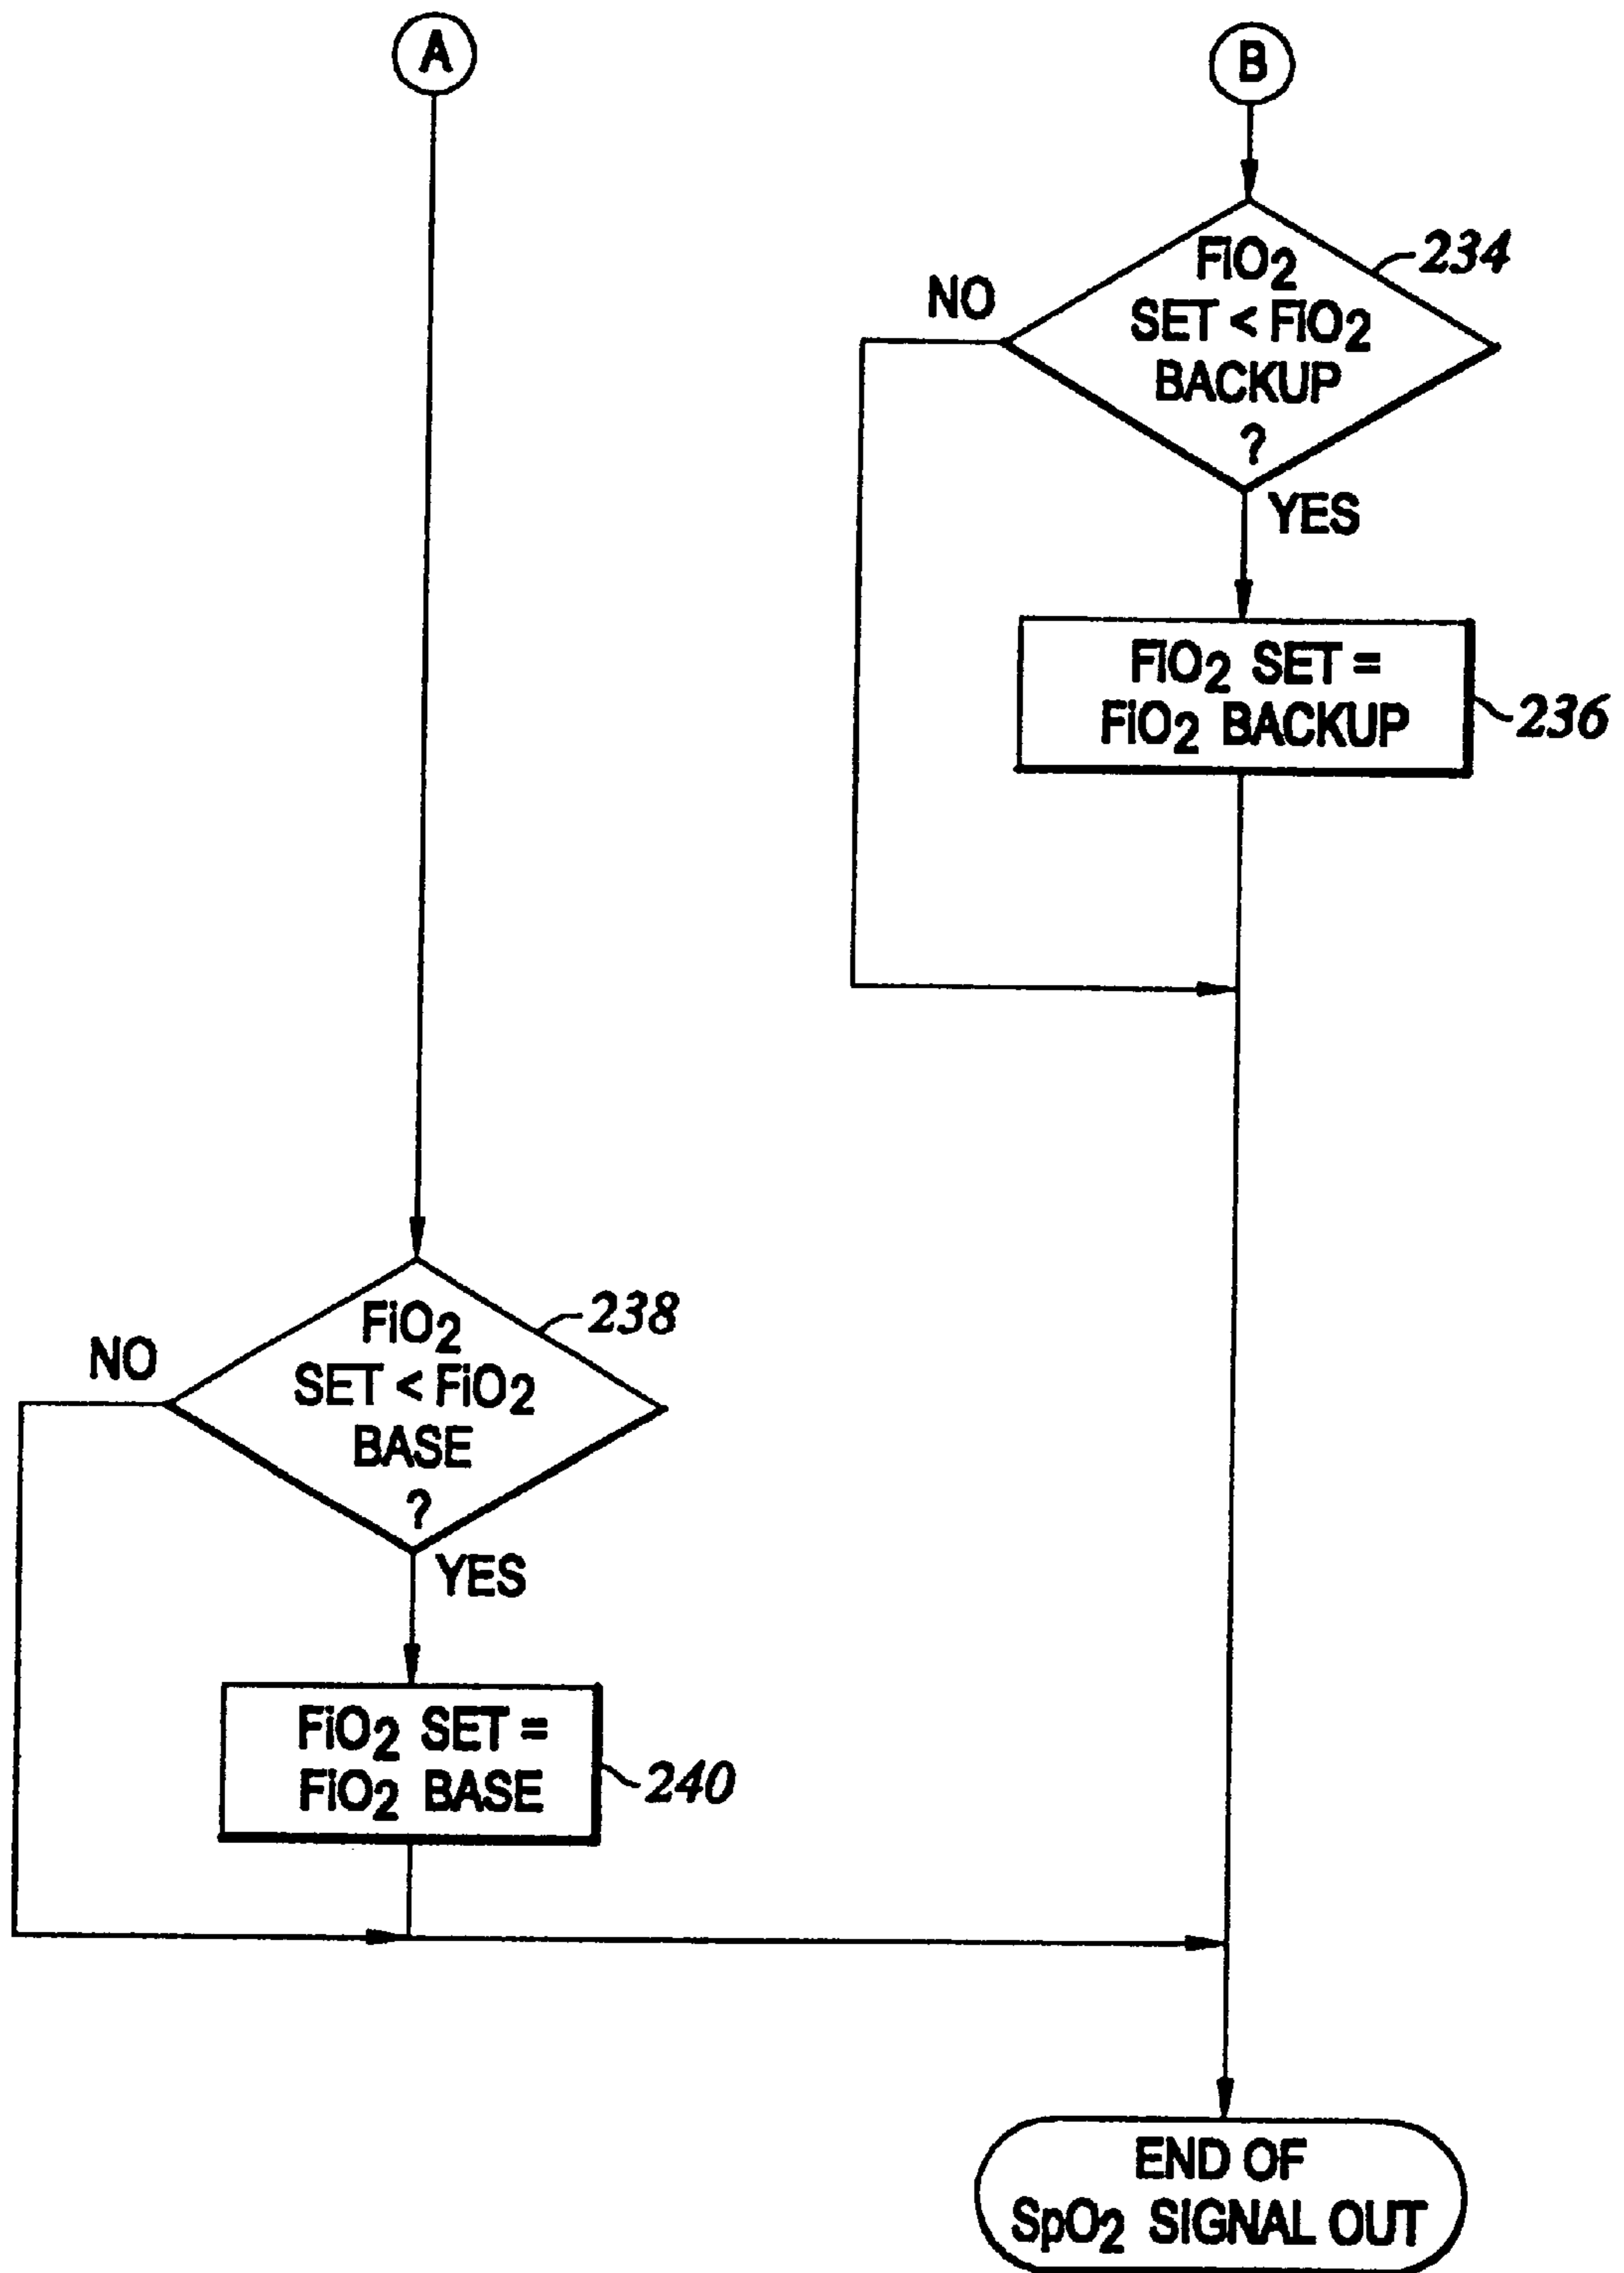 A
B
FiO2
SET < FiO2
BACKUP
?
234
NO
YES
FiO2 SET =
FiO2 BACKUP
236
FiO2
SET < FiO2
BASE
?
238
NO
YES
FiO2 SET =
FiO2 BASE
240
END OF
SpO2 SIGNAL OUT